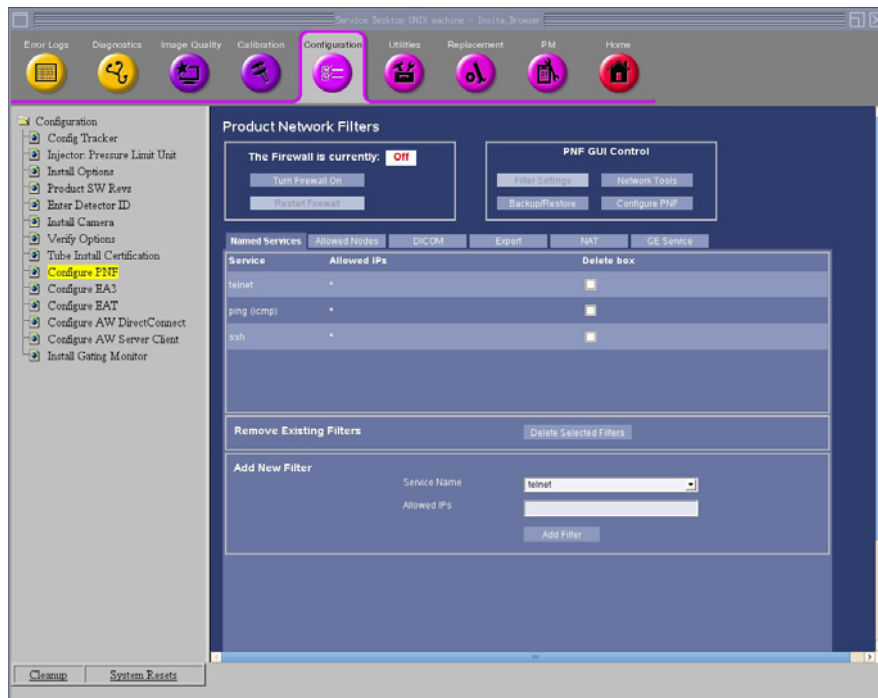 Service Desktop UNIX machine - Insite_Browser
Error Logs Diagnostics Image Quality Calibration Configuration Utilities Replacement PM Home
Configuration
Config Tracker
Injector: Pressure Limit Unit
Install Options
Product SW Revs
Enter Detector ID
Install Camera
Verify Options
Tube Install Certification
Configure PNF
Configure EA3
Configure EAT
Configure AW DirectConnect
Configure AW Server Client
Install Gating Monitor
Product Network Filters
The Firewall is currently: Off
Turn Firewall On
Restart Firewall
PNF GUI Control
Filter Settings Network Tools
Backup/Restore Configure PNF
Named Services Allowed Nodes DICOM Expert NAT GE Service
Service Allowed IPs Delete box
telnet *
ping (icmp) *
ssh *
Remove Existing Filters Delete Selected Filters
Add New Filter
Service Name telnet
Allowed IPs
Add Filter
Cleanup System Resets